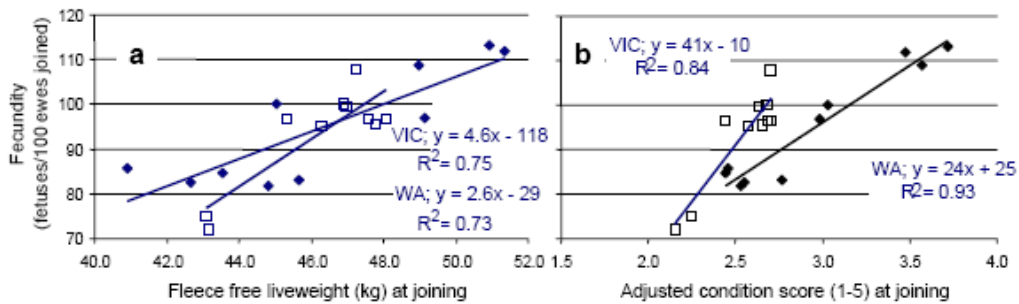 120
110
100
90
80
70
Fecundity
(fetuses/100 ewes joined)
a
VIC; y = 4.6x - 118
R2= 0.75
WA; y = 2.6x - 29
R2= 0.73
40.0 42.0 44.0 46.0 48.0 50.0 52.0
Fleece free liveweight (kg) at joining
b
VIC; y = 41x - 10
R2= 0.84
WA; y = 24x + 25
R2= 0.93
1.5 2.0 2.5 3.0 3.5 4.0
Adjusted condition score (1-5) at joining